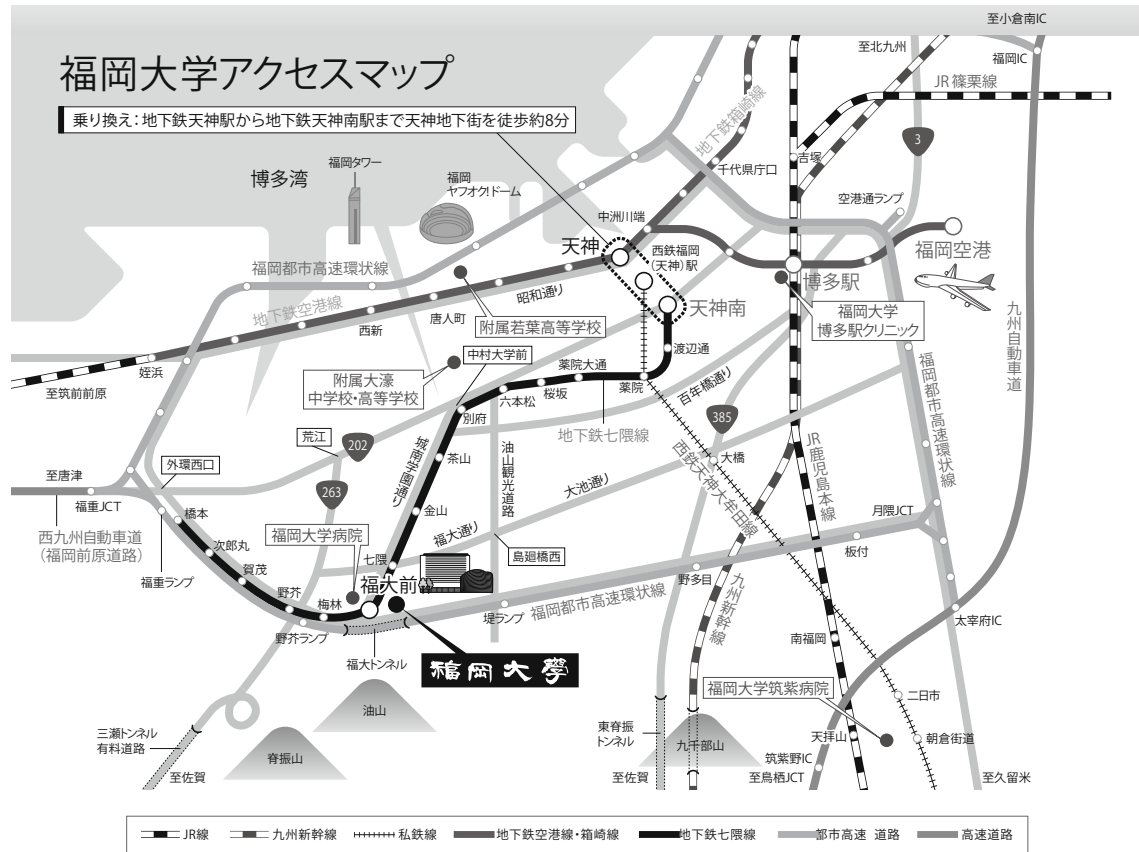 至小倉南IC
福岡大学アクセスマップ
至北九州
福岡IC
JR 篠栗線
乗り換え：地下鉄天神駅から地下鉄天神南駅まで天神地下街を徒歩約8分
地下鉄箱崎線
3
福岡タワー
博多湾
福岡
ヤフオク!ドーム
千代県庁口
吉塚
空港通ランプ
中洲川端
天神
西鉄福岡
（天神）駅
福岡空港
福岡都市高速環状線
博多駅
昭和通り
地下鉄空港線
天神南
福岡大学
博多駅クリニック
九州自動車道
唐人町
西新
附属若葉高等学校
渡辺通
中村大学前
姪浜
薬院大通
福岡都市高速環状線
附属大濠
中学校・高等学校
至筑前前原
桜坂
薬院
六本松
百年橋通り
別府
385
地下鉄七隈線
荒江
202
城南学園通り
茶山
油山観光道路
大橋
JR鹿児島本線
外環西口
至唐津
263
大池通り
西鉄天神大牟田線
福重JCT
金山
月隈JCT
橋本
西九州自動車道
（福岡前原道路）
福岡大学病院
福大通り
次郎丸
島廻橋西
板付
七隈
賀茂
福重ランプ
福大前
野多目
野芥
梅林
九州新幹線
福岡都市高速環状線
堤ランプ
太宰府IC
野芥ランプ
南福岡
福大トンネル
福岡大學
福岡大学筑紫病院
二日市
油山
三瀬トンネル
有料道路
東脊振
トンネル
天拝山
朝倉街道
脊振山
九千部山
筑紫野IC
至佐賀
至佐賀
至鳥栖JCT
至久留米
JR線
九州新幹線
私鉄線
地下鉄空港線・箱崎線
地下鉄七隈線
都市高速 道路
高速道路